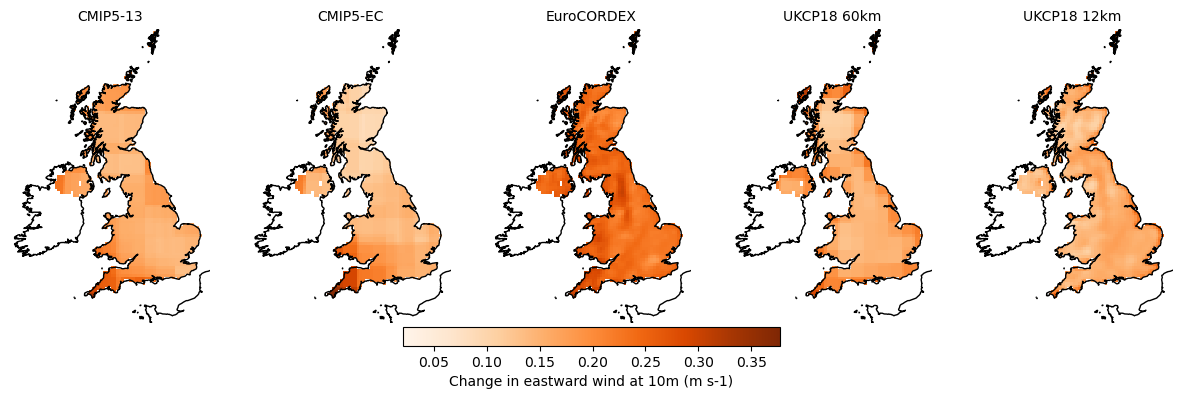 CMIP5-13
CMIP5-EC
EuroCORDEX
UKCP18 60km
UKCP18 12km
0.05 0.10 0.15 0.20 0.25 0.30 0.35
Change in eastward wind at 10m (m s-1)